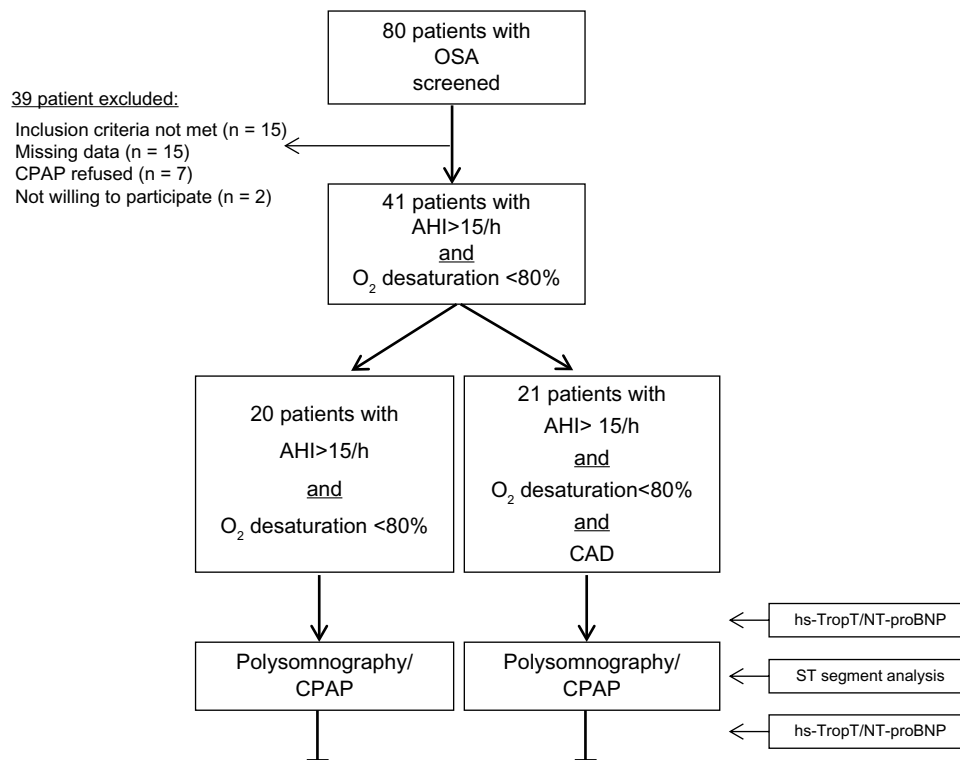 80 patients with
OSA
screened
39 patient excluded:
Inclusion criteria not met (n = 15)
Missing data (n = 15)
CPAP refused (n = 7)
Not willing to participate (n = 2)
41 patients with
AHI>15/h
and
O2 desaturation <80%
20 patients with
AHI>15/h
and
O2 desaturation <80%
21 patients with
AHI> 15/h
and
O2 desaturation<80%
and
CAD
hs-TropT/NT-proBNP
Polysomnography/
CPAP
Polysomnography/
CPAP
ST segment analysis
hs-TropT/NT-proBNP